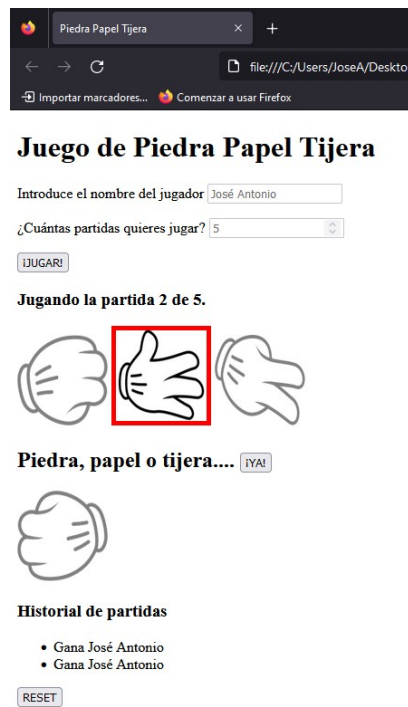 Piedra Papel Tijera
file:///C:/Users/JoseA/Deskto
Importar marcadores... Comenzar a usar Firefox
Juego de Piedra Papel Tijera
Introduce el nombre del jugador José Antonio
¿Cuántas partidas quieres jugar? 5
¡JUGAR!
Jugando la partida 2 de 5.
Piedra, papel o tijera.... ¡YA!
Historial de partidas
Gana José Antonio
Gana José Antonio
RESET